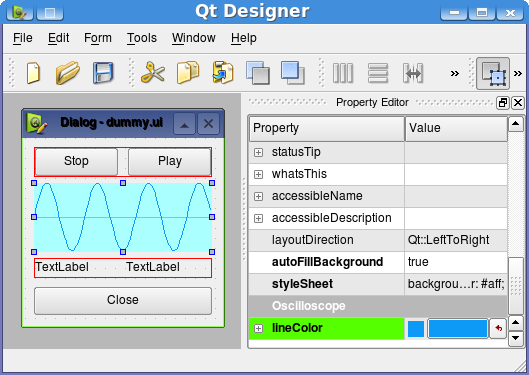 Qt Designer
File Edit Form Tools Window Help
» »
Dialog - dummy.ui
Stop Play
TextLabel TextLabel
Close
Property Editor
Property Value
statusTip
whatsThis
accessibleName
accessibleDescription
layoutDirection Qt::LeftToRight
autoFillBackground true
styleSheet backgrou...r: #aff;
Oscilloscope
lineColor